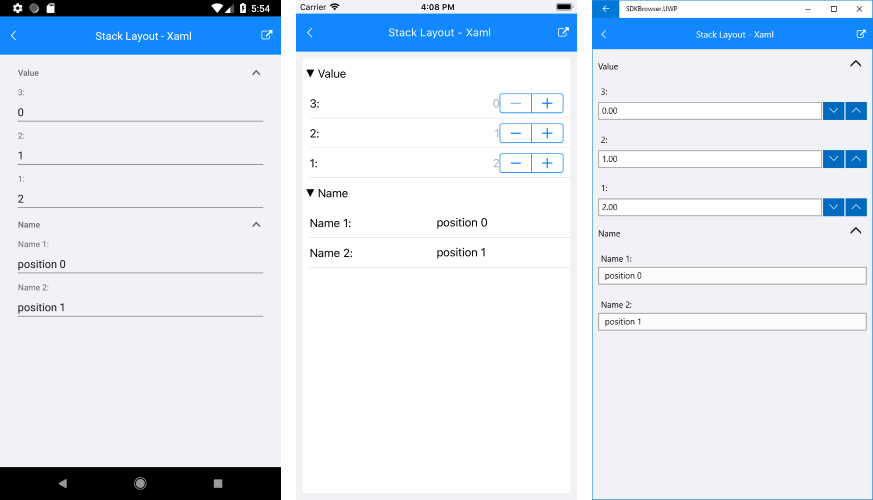 5:54
Stack Layout - Xaml
Value
3:
0
2:
1
1:
2
Name
Name 1:
position 0
Name 2:
position 1
Carrier 4:08 PM
Stack Layout - Xaml
Value
3: 0
2: 1
1: 2
Name
Name 1: position 0
Name 2: position 1
SDKBrowser.UWP
Stack Layout - Xaml
Value
3:
0.00
2:
1.00
1:
2.00
Name
Name 1:
position 0
Name 2:
position 1